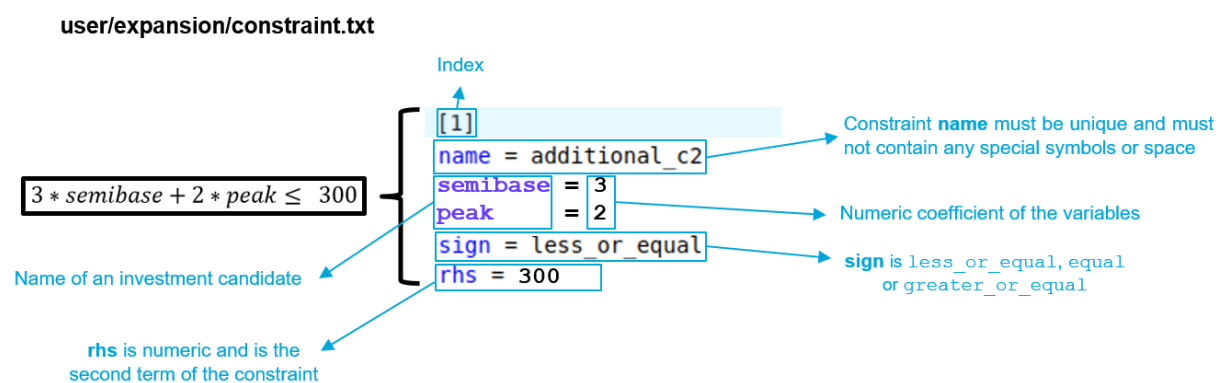 user/expansion/constraint.txt
Index
[1]
name = additional_c2
semibase = 3
peak = 2
sign = less_or_equal
rhs = 300
3 * semibase + 2 * peak ≤ 300
Constraint name must be unique and must
not contain any special symbols or space
Numeric coefficient of the variables
sign is less_or_equal, equal
or greater_or_equal
Name of an investment candidate
rhs is numeric and is the
second term of the constraint